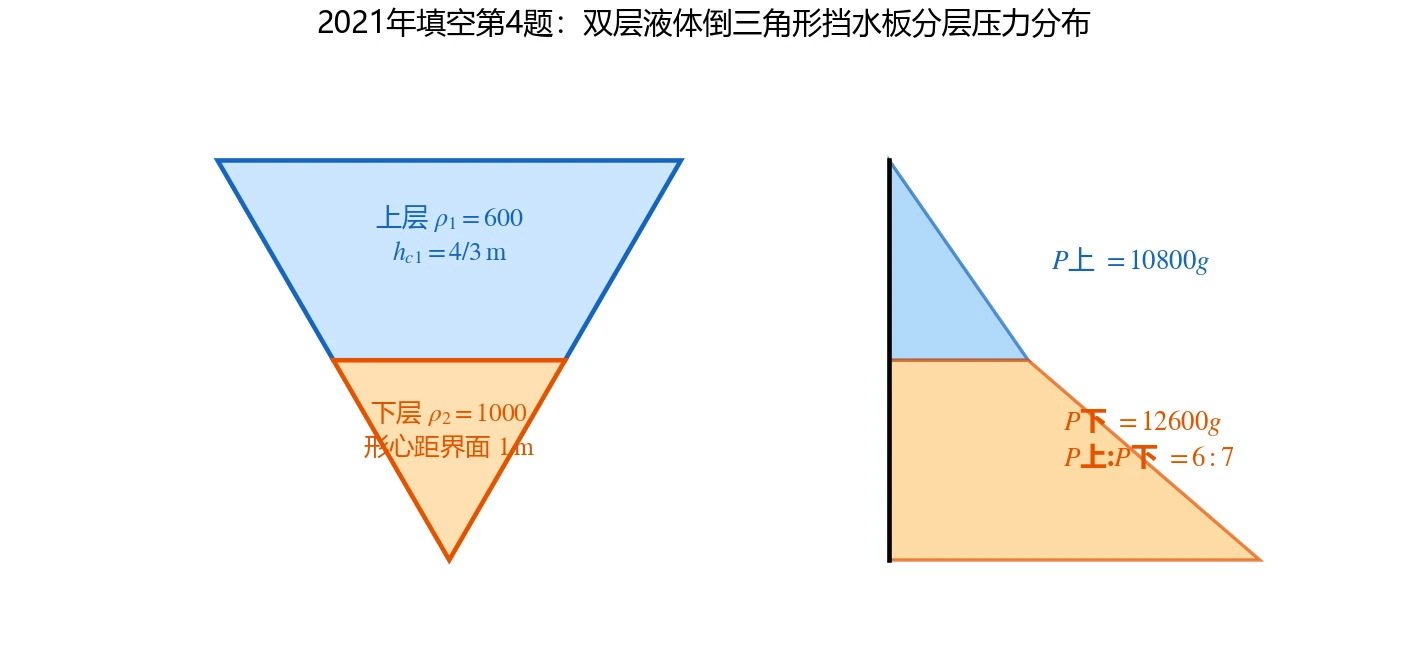 2021年填空第4题：双层液体倒三角形挡水板分层压力分布
上层 ρ₁ = 600
h_{c1} = 4/3 m
下层 ρ₂ = 1000
形心距界面 1 m
P上 = 10800g
P下 = 12600g
P上:P下 = 6 : 7